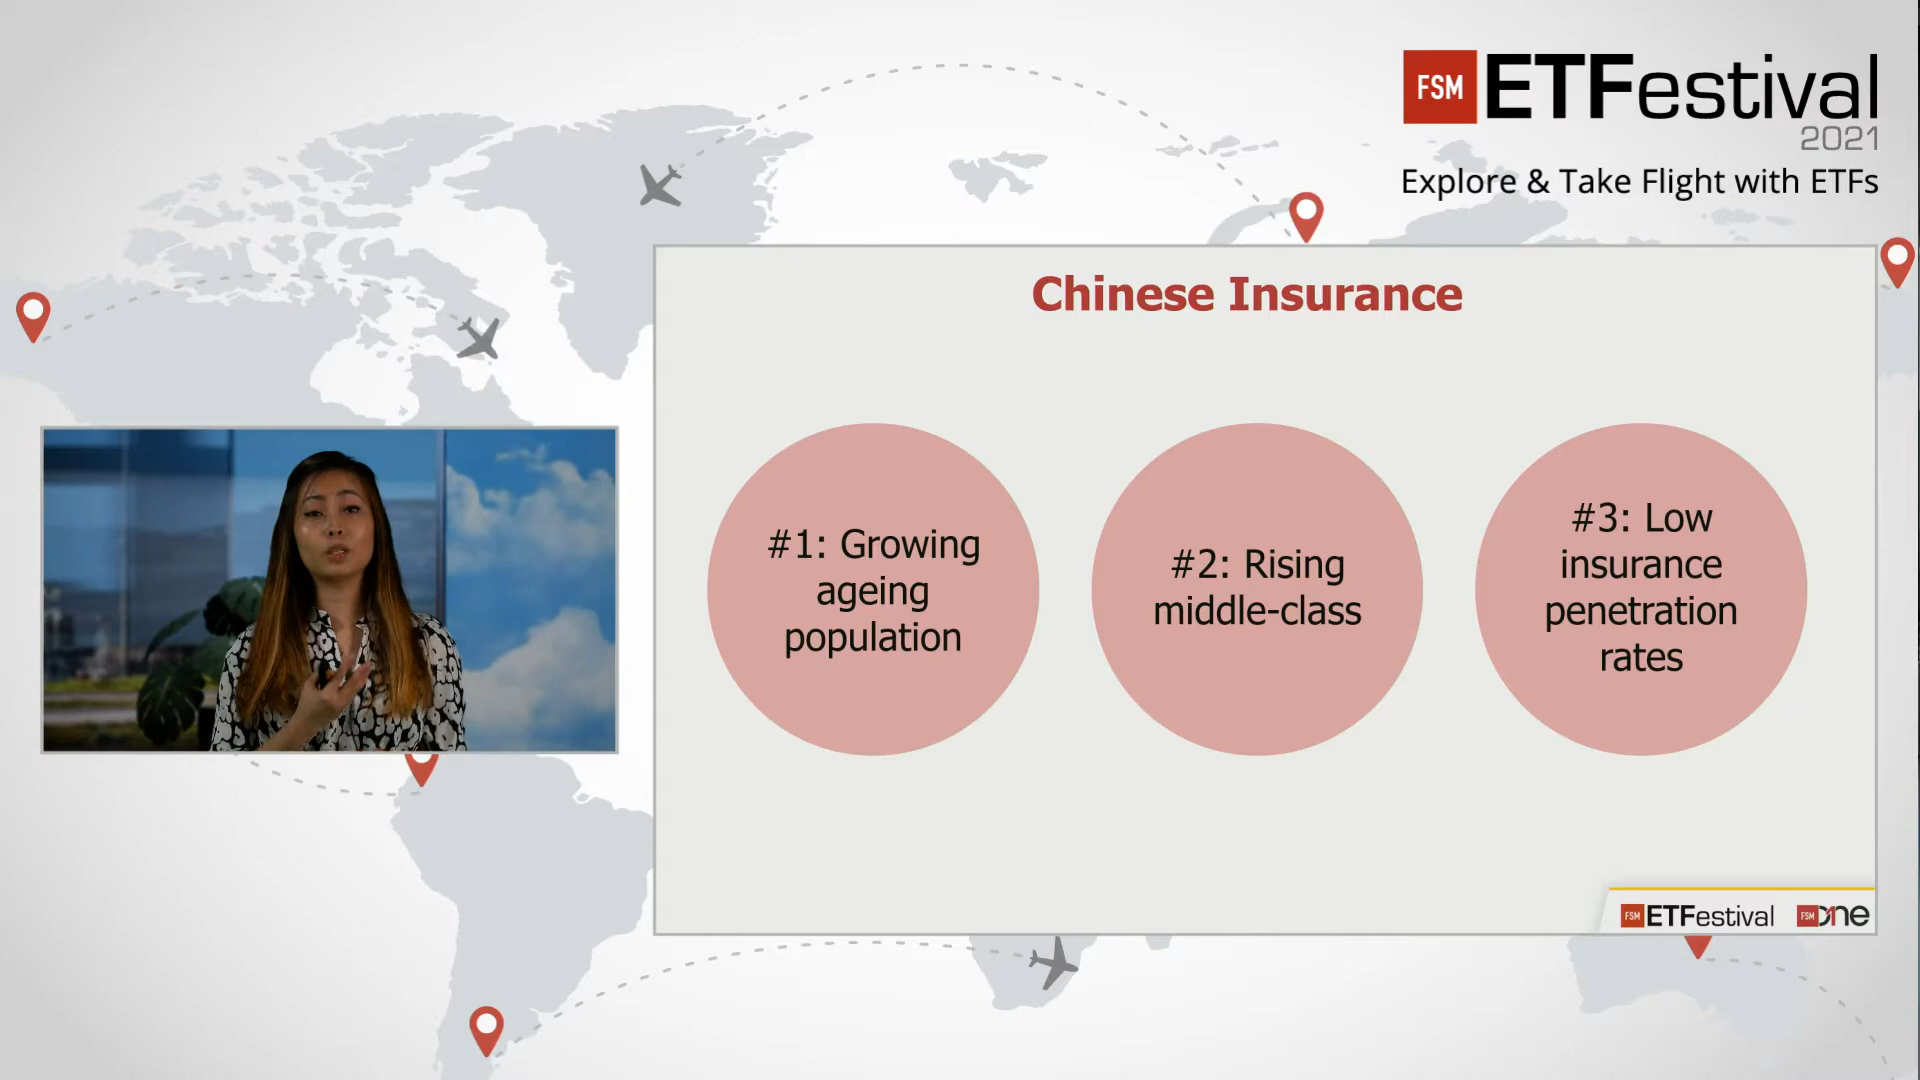 FSM ETFestival
2021
Explore & Take Flight with ETFs
Chinese Insurance
#1: Growing
ageing
population
#2: Rising
middle-class
#3: Low
insurance
penetration
rates
FSM ETFestival
FSM One